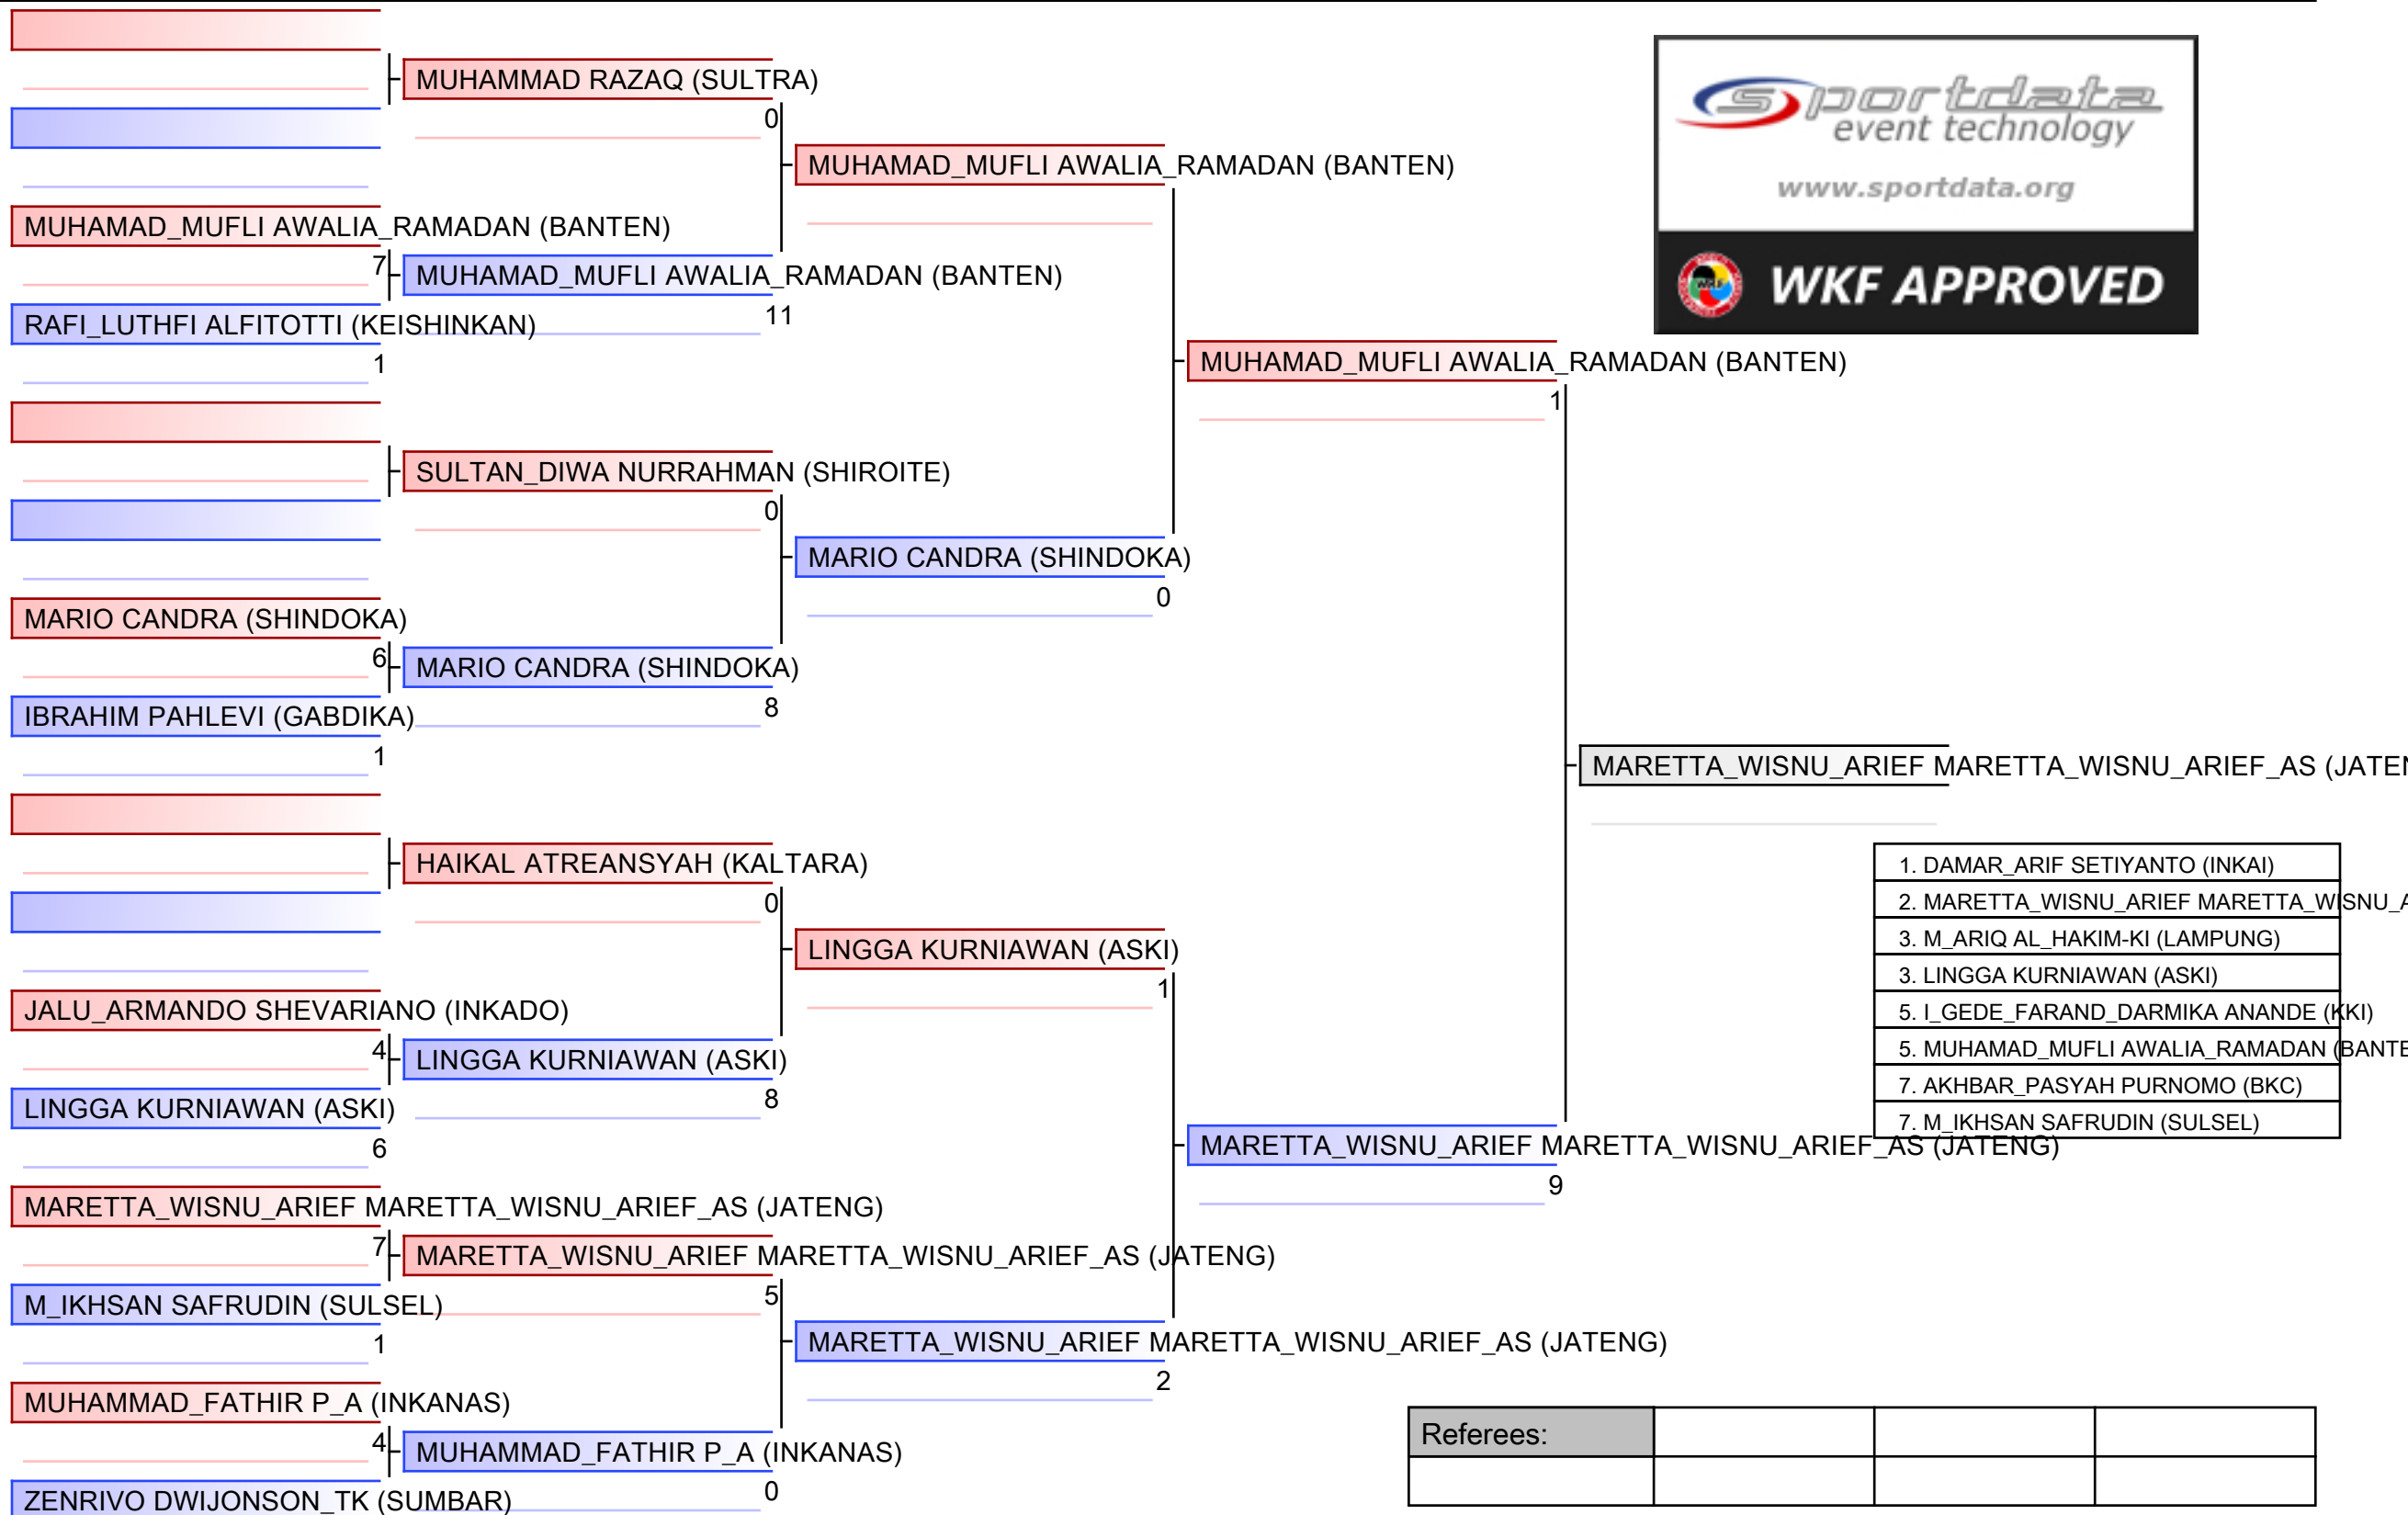 MUHAMMAD RAZAQ (SULTRA)
0
MUHAMAD_MUFLI AWALIA_RAMADAN (BANTEN)
MUHAMAD_MUFLI AWALIA_RAMADAN (BANTEN)
7
MUHAMAD_MUFLI AWALIA_RAMADAN (BANTEN)
11
RAFI_LUTHFI ALFITOTTI (KEISHINKAN)
1
MUHAMAD_MUFLI AWALIA_RAMADAN (BANTEN)
1
SULTAN_DIWA NURRAHMAN (SHIROITE)
0
MARIO CANDRA (SHINDOKA)
0
MARIO CANDRA (SHINDOKA)
6
MARIO CANDRA (SHINDOKA)
8
IBRAHIM PAHLEVI (GABDIKA)
1
MARETTA_WISNU_ARIEF MARETTA_WISNU_ARIEF_AS (JATEN
HAIKAL ATREANSYAH (KALTARA)
0
LINGGA KURNIAWAN (ASKI)
1
JALU_ARMANDO SHEVARIANO (INKADO)
4
LINGGA KURNIAWAN (ASKI)
8
LINGGA KURNIAWAN (ASKI)
6
MARETTA_WISNU_ARIEF MARETTA_WISNU_ARIEF_AS (JATENG)
9
MARETTA_WISNU_ARIEF MARETTA_WISNU_ARIEF_AS (JATENG)
7
MARETTA_WISNU_ARIEF MARETTA_WISNU_ARIEF_AS (JATENG)
5
M_IKHSAN SAFRUDIN (SULSEL)
1
MARETTA_WISNU_ARIEF MARETTA_WISNU_ARIEF_AS (JATENG)
2
MUHAMMAD_FATHIR P_A (INKANAS)
4
MUHAMMAD_FATHIR P_A (INKANAS)
0
ZENRIVO DWIJONSON_TK (SUMBAR)
sportdata
event technology
www.sportdata.org
WKF APPROVED
1. DAMAR_ARIF SETIYANTO (INKAI)
2. MARETTA_WISNU_ARIEF MARETTA_WISNU_A
3. M_ARIQ AL_HAKIM-KI (LAMPUNG)
3. LINGGA KURNIAWAN (ASKI)
5. I_GEDE_FARAND_DARMIKA ANANDE (KKI)
5. MUHAMAD_MUFLI AWALIA_RAMADAN (BANTE
7. AKHBAR_PASYAH PURNOMO (BKC)
7. M_IKHSAN SAFRUDIN (SULSEL)
Referees: